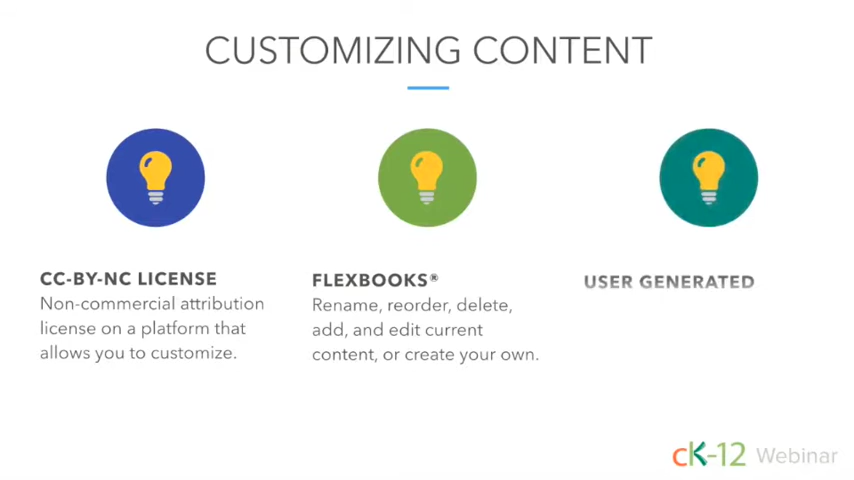 CUSTOMIZING CONTENT
CC-BY-NC LICENSE
Non-commercial attribution
license on a platform that
allows you to customize.
FLEXBOOKS®
Rename, reorder, delete,
add, and edit current
content, or create your own.
USER GENERATED
cK-12 Webinar